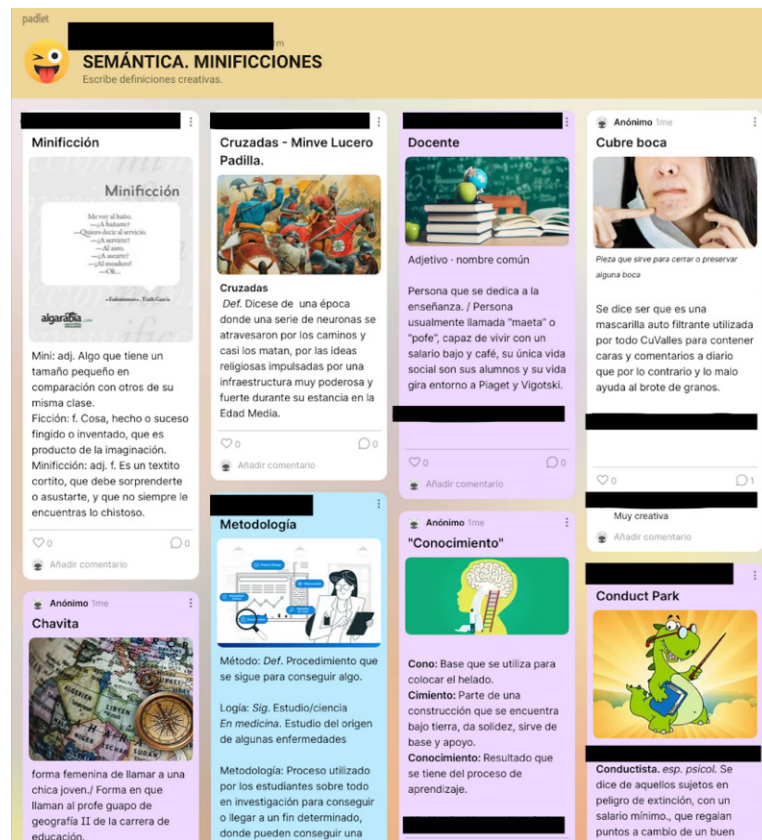 padlet
1m
SEMÁNTICA. MINIFICCIONES
Escribe definiciones creativas.
Minificción
Minificción
Me voy al baño.
—¿A bañarte?
—Quiero decir al servicio.
—¿A servirte?
—Al aseo.
—¿A asearte?
—¡Al meadero!
—Ok...
algarabía
.com
Mini: adj. Algo que tiene un
tamaño pequeño en
comparación con otros de su
misma clase.
Ficción: f. Cosa, hecho o suceso
fingido o inventado, que es
producto de la imaginación.
Minificción: adj. f. Es un textito
cortito, que debe sorprenderte
o asustarte, y que no siempre le
encuentras lo chistoso.
0
0
Añadir comentario
Anónimo 1me
Chavita
ALGERIEN
LIBYEN
NIGER
SCHAD
SUDAN
forma femenina de llamar a una
chica joven./ Forma en que
llaman al profe guapo de
geografía II de la carrera de
educación.
Cruzadas - Minve Lucero
Padilla.
Cruzadas
Def. Dicese de una época
donde una serie de neuronas se
atravesaron por los caminos y
casi los matan, por las ideas
religiosas impulsadas por una
infraestructura muy poderosa y
fuerte durante su estancia en la
Edad Media.
0
0
Añadir comentario
Metodología
Método: Def. Procedimiento que
se sigue para conseguir algo.
Logía: Sig. Estudio/ciencia
En medicina. Estudio del origen
de algunas enfermedades
Metodología: Proceso utilizado
por los estudiantes sobre todo
en investigación para conseguir
o llegar a un fin determinado,
donde pueden conseguir una
Docente
Adjetivo · nombre común
Persona que se dedica a la
enseñanza. / Persona
usualmente llamada "maeta" o
"pofe", capaz de vivir con un
salario bajo y café, su única vida
social son sus alumnos y su vida
gira entorno a Piaget y Vigotski.
0
0
Añadir comentario
Anónimo 1me
"Conocimiento"
Cono: Base que se utiliza para
colocar el helado.
Cimiento: Parte de una
construcción que se encuentra
bajo tierra, da solidez, sirve de
base y apoyo.
Conocimiento: Resultado que
se tiene del proceso de
aprendizaje.
Anónimo 1me
Cubre boca
Pieza que sirve para cerrar o preservar
alguna boca
Se dice ser que es una
mascarilla auto filtrante utilizada
por todo CuValles para contener
caras y comentarios a diario
que por lo contrario y lo malo
ayuda al brote de granos.
0
1
Muy creativa
Añadir comentario
Conduct Park
Conductista. esp. psicol. Se
dice de aquellos sujetos en
peligro de extinción, con un
salario mínimo., que regalan
puntos a cambio de un buen